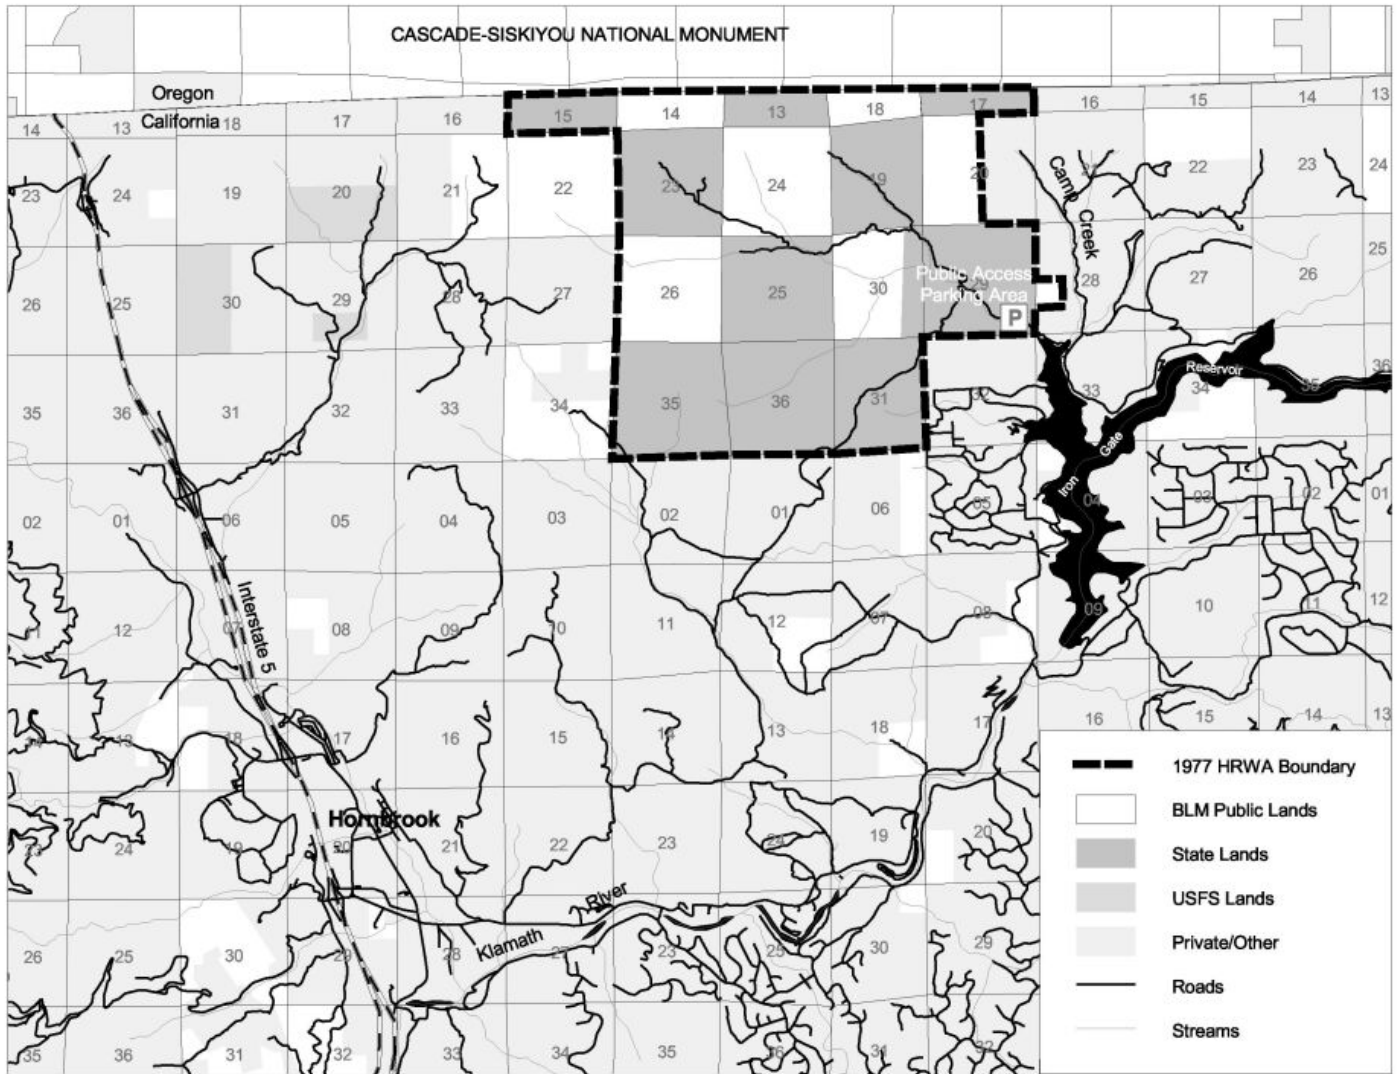 CASCADE-SISKIYOU NATIONAL MONUMENT
Oregon
California
14 13 18 17 16 15 14 13 18 17 16 15 14 13
23 24 19 20 21 22 23 24 19 20 21 22 23 24
Camp Creek
26 25 30 29 28 27 26 25 30 29 28 27 26 25
Public Access
Parking Area
P
35 36 31 32 33 34 35 36 31 32 33 34 35 36
Iron Gate Reservoir
02 01 06 05 04 03 02 01 06 05 04 03 02 01
Interstate 5
11 12 07 08 09 10 11 12 07 08 09 10 11 12
14 13 18 17 16 15 14 13 18 17 16 15 14 13
Hornbrook
23 24 19 20 21 22 23 24 19 20
Klamath River
26 25 30 29 28 27 23 25 30 29
35 36 31 32 33 34 35 36 31 32
1977 HRWA Boundary
BLM Public Lands
State Lands
USFS Lands
Private/Other
Roads
Streams